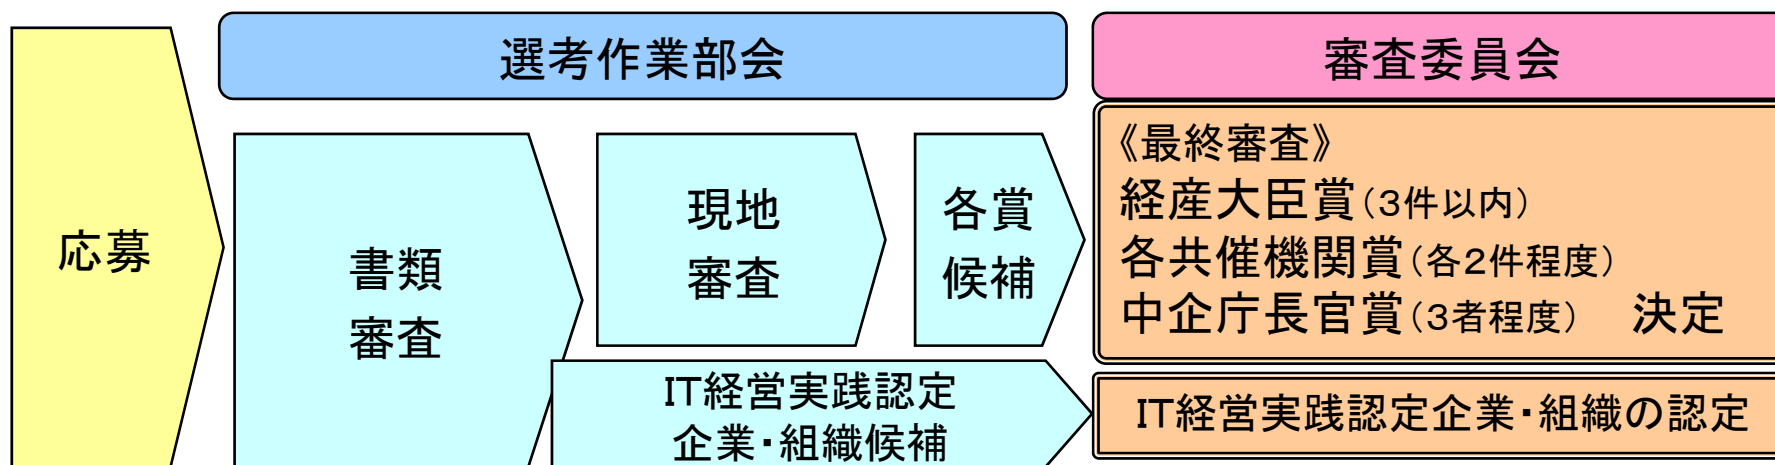 選考作業部会
審査委員会
応募
書類
審査
現地
審査
各賞
候補
《最終審査》
経産大臣賞(3件以内)
各共催機関賞(各2件程度)
中企庁長官賞(3者程度) 決定
IT経営実践認定
企業・組織候補
IT経営実践認定企業・組織の認定